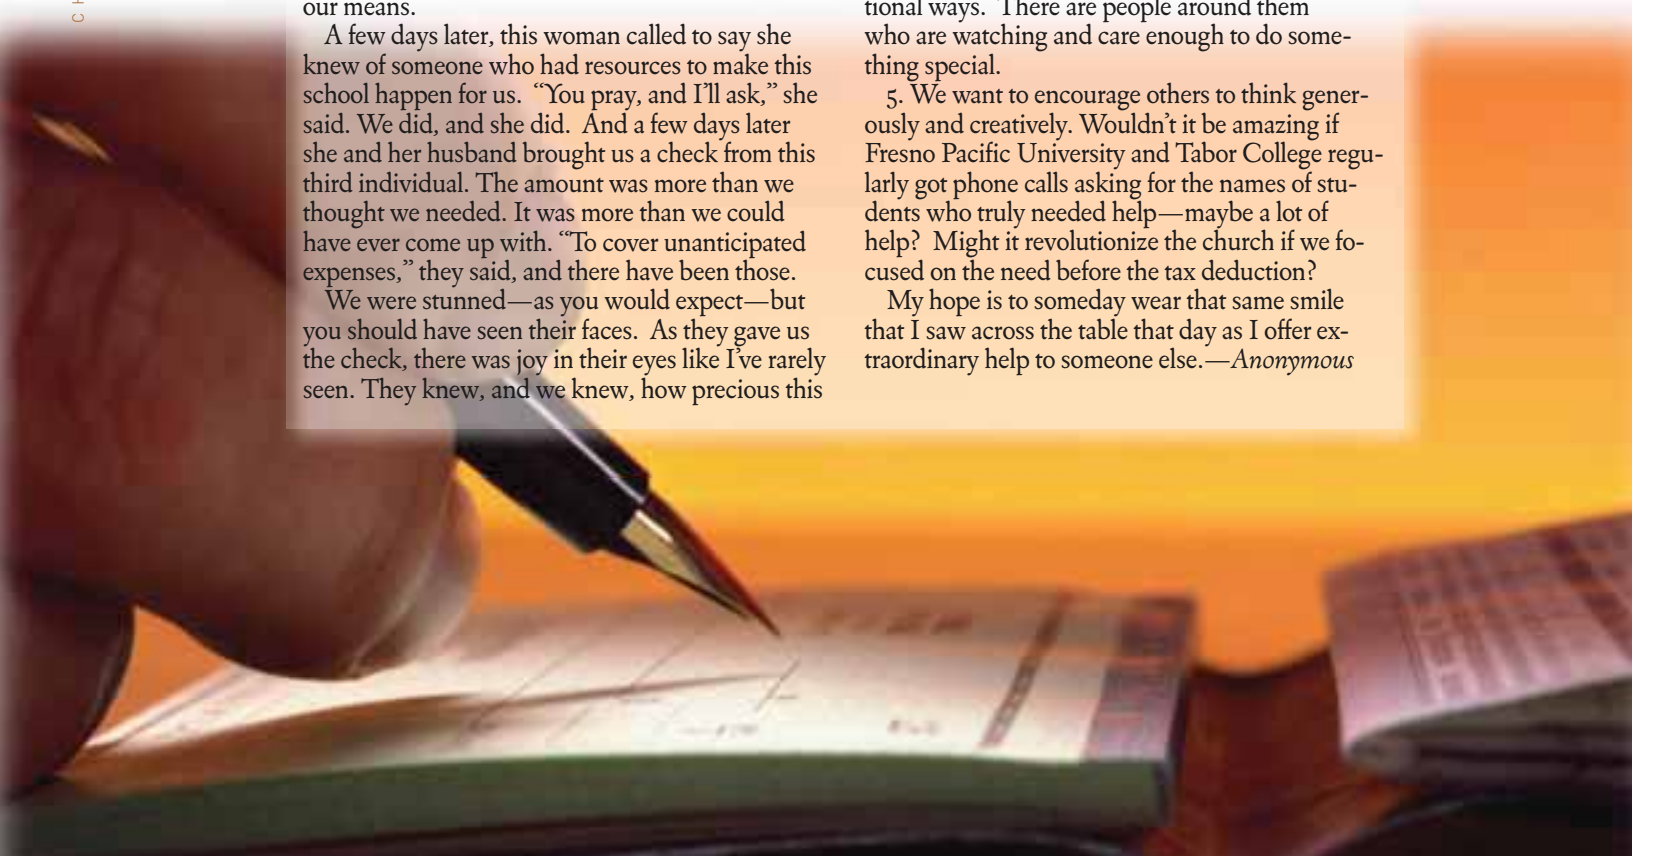 our means.
A few days later, this woman called to say she
knew of someone who had resources to make this
school happen for us.  “You pray, and I’ll ask,” she
said. We did, and she did.  And a few days later
she and her husband brought us a check from this
third individual. The amount was more than we
thought we needed. It was more than we could
have ever come up with. “To cover unanticipated
expenses,” they said, and there have been those.
We were stunned—as you would expect—but
you should have seen their faces.  As they gave us
the check, there was joy in their eyes like I’ve rarely
seen. They knew, and we knew, how precious this
tional ways.  There are people around them
who are watching and care enough to do some-
thing special.
5. We want to encourage others to think gener-
ously and creatively. Wouldn’t it be amazing if
Fresno Pacific University and Tabor College regu-
larly got phone calls asking for the names of stu-
dents who truly needed help—maybe a lot of
help?  Might it revolutionize the church if we fo-
cused on the need before the tax deduction?
My hope is to someday wear that same smile
that I saw across the table that day as I offer ex-
traordinary help to someone else.—Anonymous